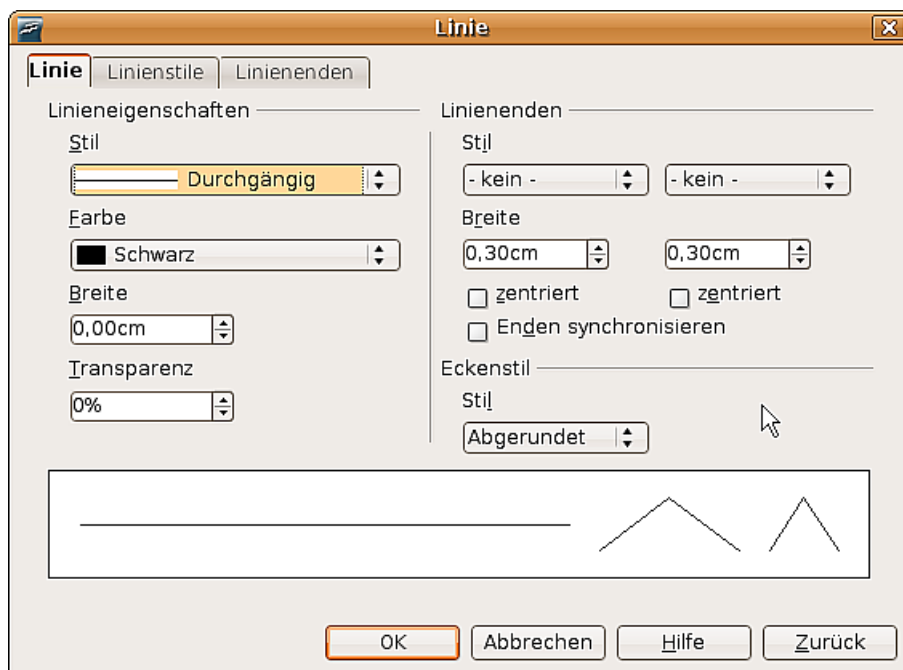 Linie
Linie Linienstile Linienenden
Linieneigenschaften
Stil
Durchgängig
Farbe
Schwarz
Breite
0,00cm
Transparenz
0%
Linienenden
Stil
- kein - - kein -
Breite
0,30cm 0,30cm
zentriert zentriert
Enden synchronisieren
Eckenstil
Stil
Abgerundet
OK Abbrechen Hilfe Zurück